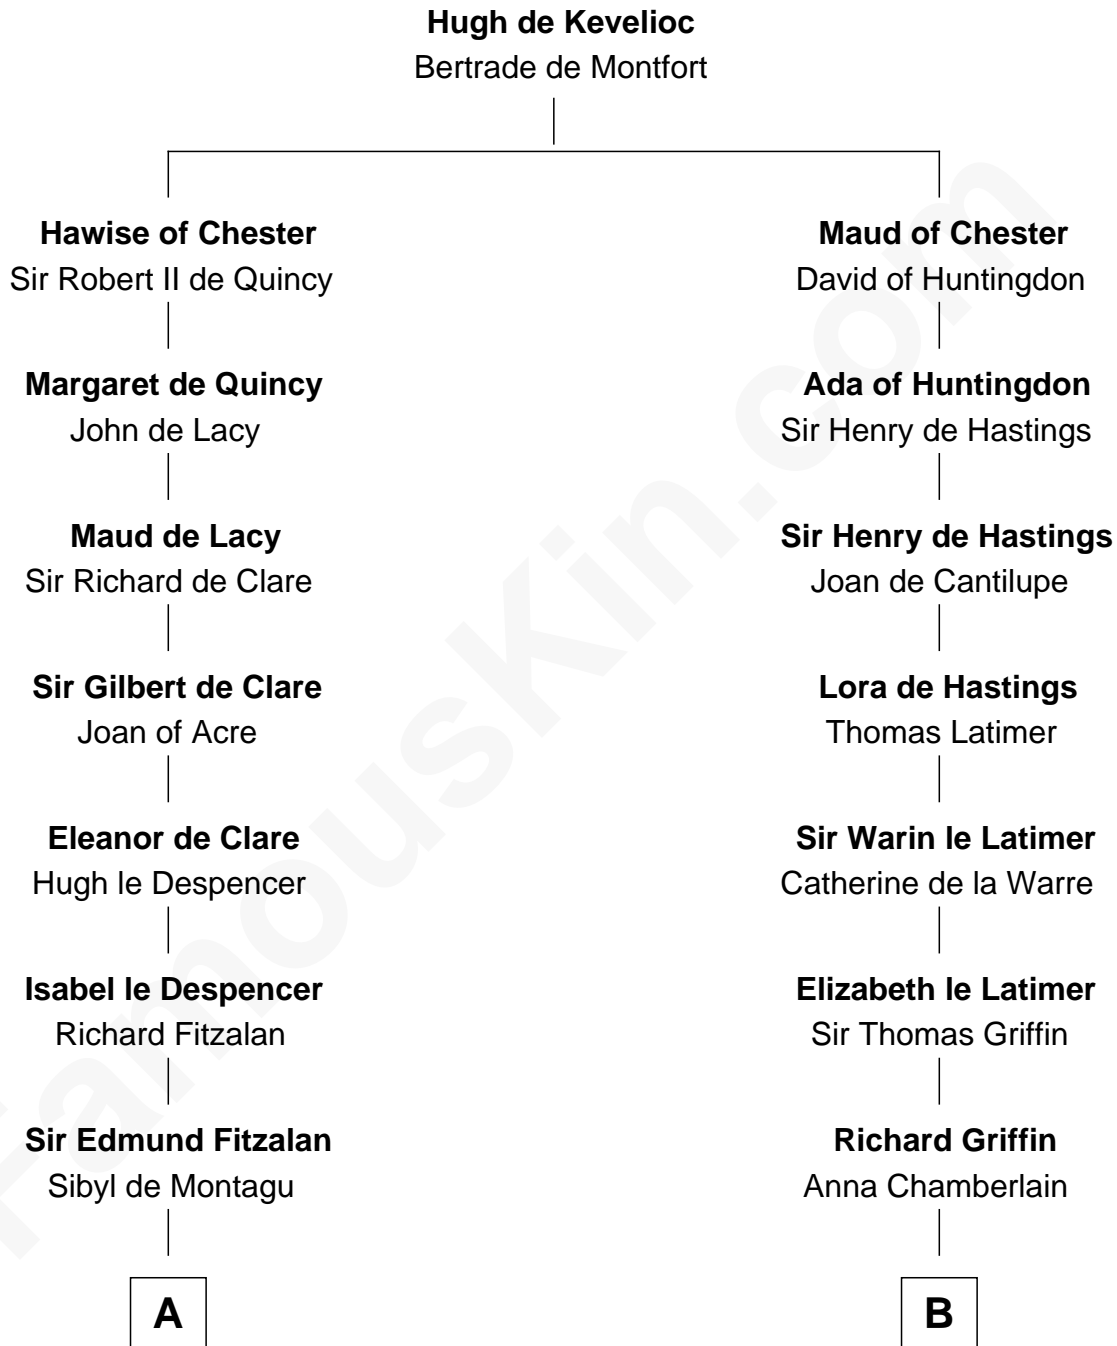 Hugh de Kevelioc
Bertrade de Montfort
Hawise of Chester
Sir Robert II de Quincy
Maud of Chester
David of Huntingdon
Margaret de Quincy
John de Lacy
Ada of Huntingdon
Sir Henry de Hastings
Maud de Lacy
Sir Richard de Clare
Sir Henry de Hastings
Joan de Cantilupe
Sir Gilbert de Clare
Joan of Acre
Lora de Hastings
Thomas Latimer
Eleanor de Clare
Hugh le Despencer
Sir Warin le Latimer
Catherine de la Warre
Isabel le Despencer
Richard Fitzalan
Elizabeth le Latimer
Sir Thomas Griffin
Sir Edmund Fitzalan
Sibyl de Montagu
Richard Griffin
Anna Chamberlain
A
B
FamousKin.com